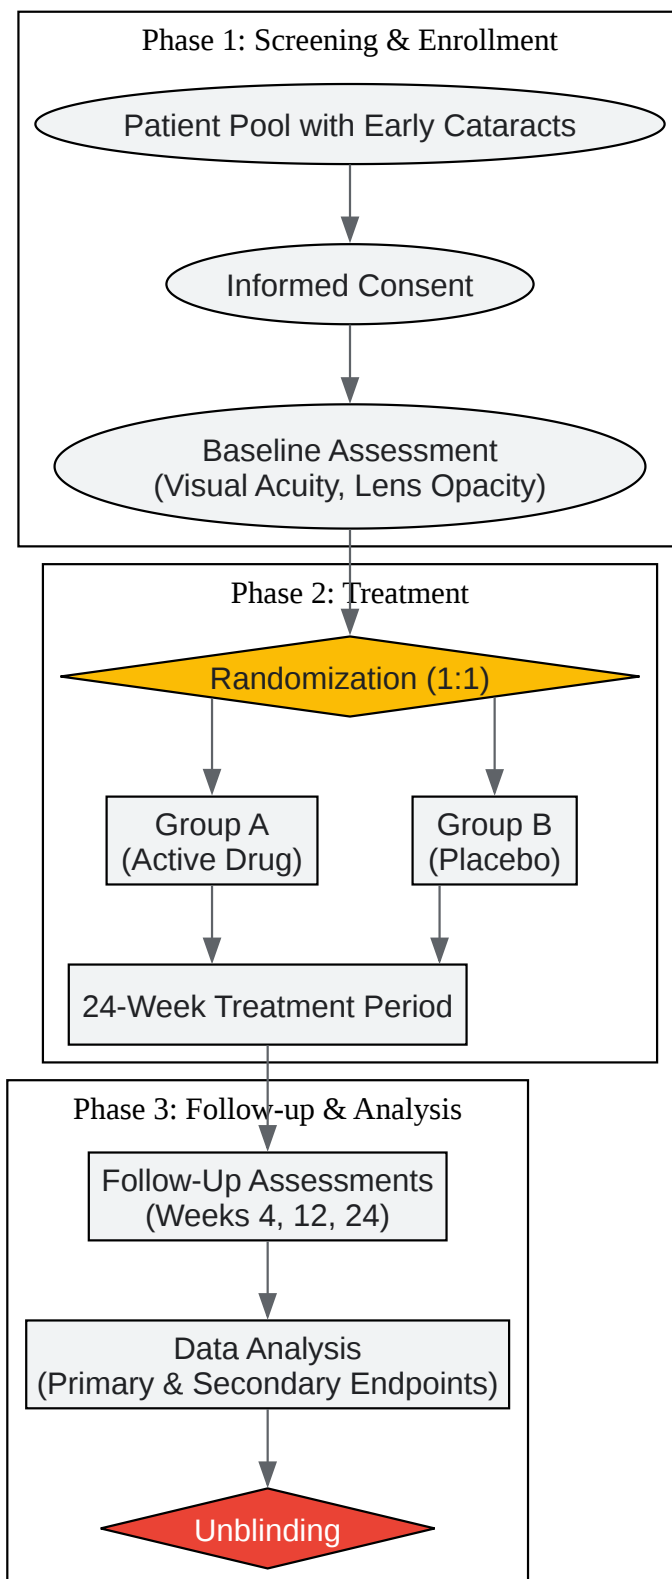 Phase 1: Screening & Enrollment
Patient Pool with Early Cataracts
Informed Consent
Baseline Assessment
(Visual Acuity, Lens Opacity)
Phase 2: Treatment
Randomization (1:1)
Group A
(Active Drug)
Group B
(Placebo)
24-Week Treatment Period
Phase 3: Follow-up & Analysis
Follow-Up Assessments
(Weeks 4, 12, 24)
Data Analysis
(Primary & Secondary Endpoints)
Unblinding